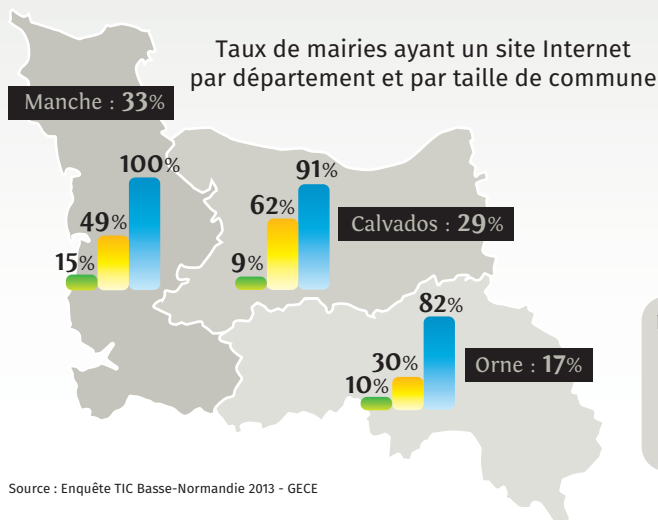 Taux de mairies ayant un site Internet
par département et par taille de commune
Manche : 33%
100%
49%
15%
91%
62%
9%
Calvados : 29%
82%
30%
10%
Orne : 17%
Source : Enquête TIC Basse-Normandie 2013 - GECE